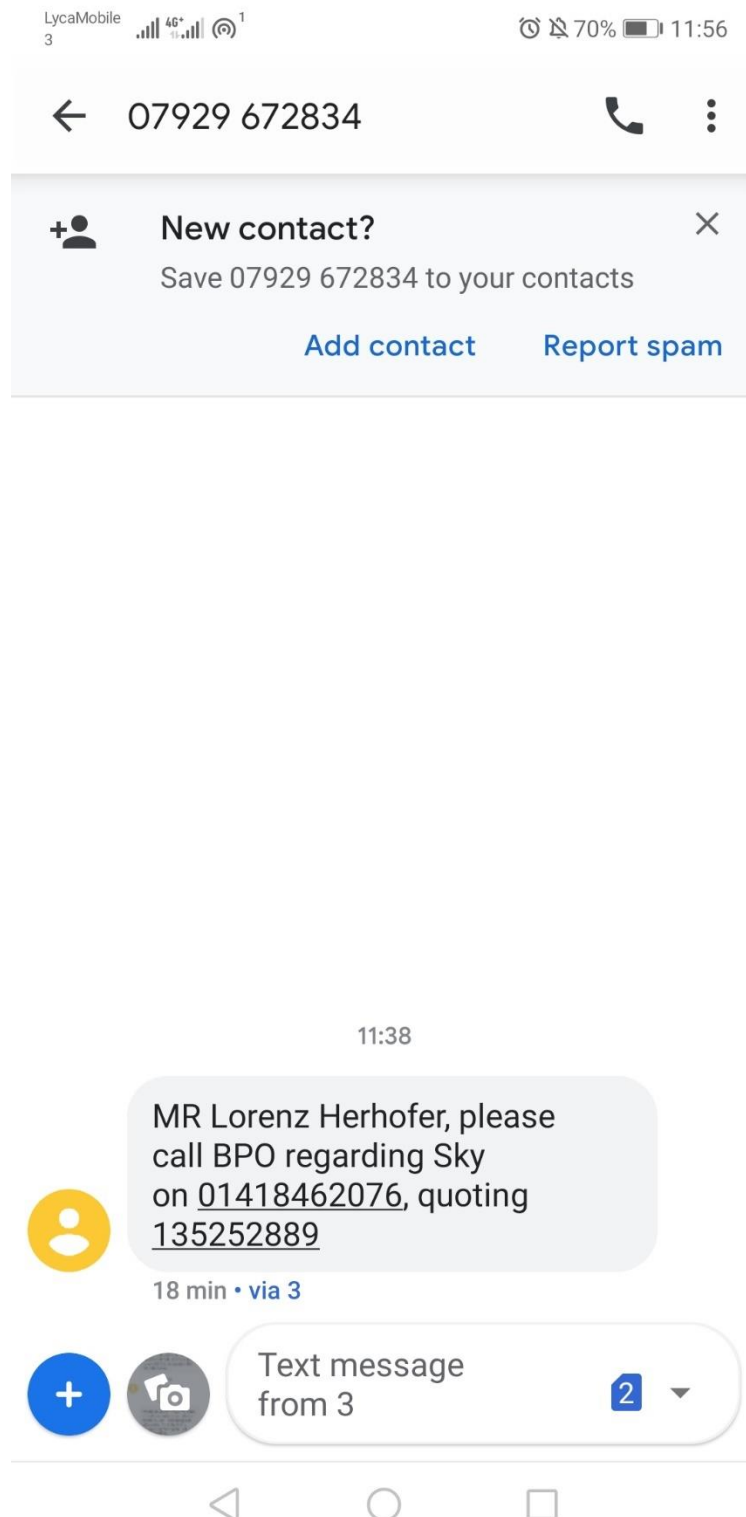 LycaMobile
3
4G+
1
70%
11:56
07929 672834
New contact?
Save 07929 672834 to your contacts
Add contact
Report spam
11:38
MR Lorenz Herhofer, please
call BPO regarding Sky
on 01418462076, quoting
135252889
18 min • via 3
Text message
from 3
2